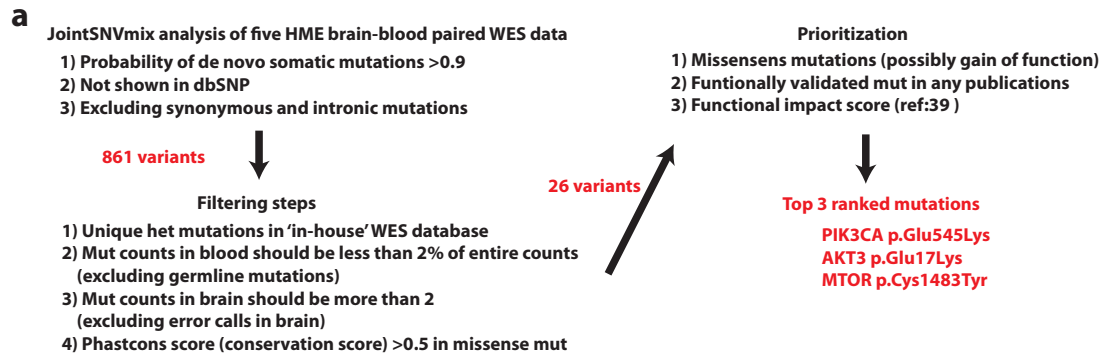 a
JointSNVmix analysis of five HME brain-blood paired WES data
1) Probability of de novo somatic mutations >0.9
2) Not shown in dbSNP
3) Excluding synonymous and intronic mutations
861 variants
Filtering steps
1) Unique het mutations in ‘in-house’ WES database
2) Mut counts in blood should be less than 2% of entire counts
(excluding germline mutations)
3) Mut counts in brain should be more than 2
(excluding error calls in brain)
4) Phastcons score (conservation score) >0.5 in missense mut
26 variants
Prioritization
1) Missensens mutations (possibly gain of function)
2) Funtionally validated mut in any publications
3) Functional impact score (ref:39 )
Top 3 ranked mutations
PIK3CA p.Glu545Lys
AKT3 p.Glu17Lys
MTOR p.Cys1483Tyr